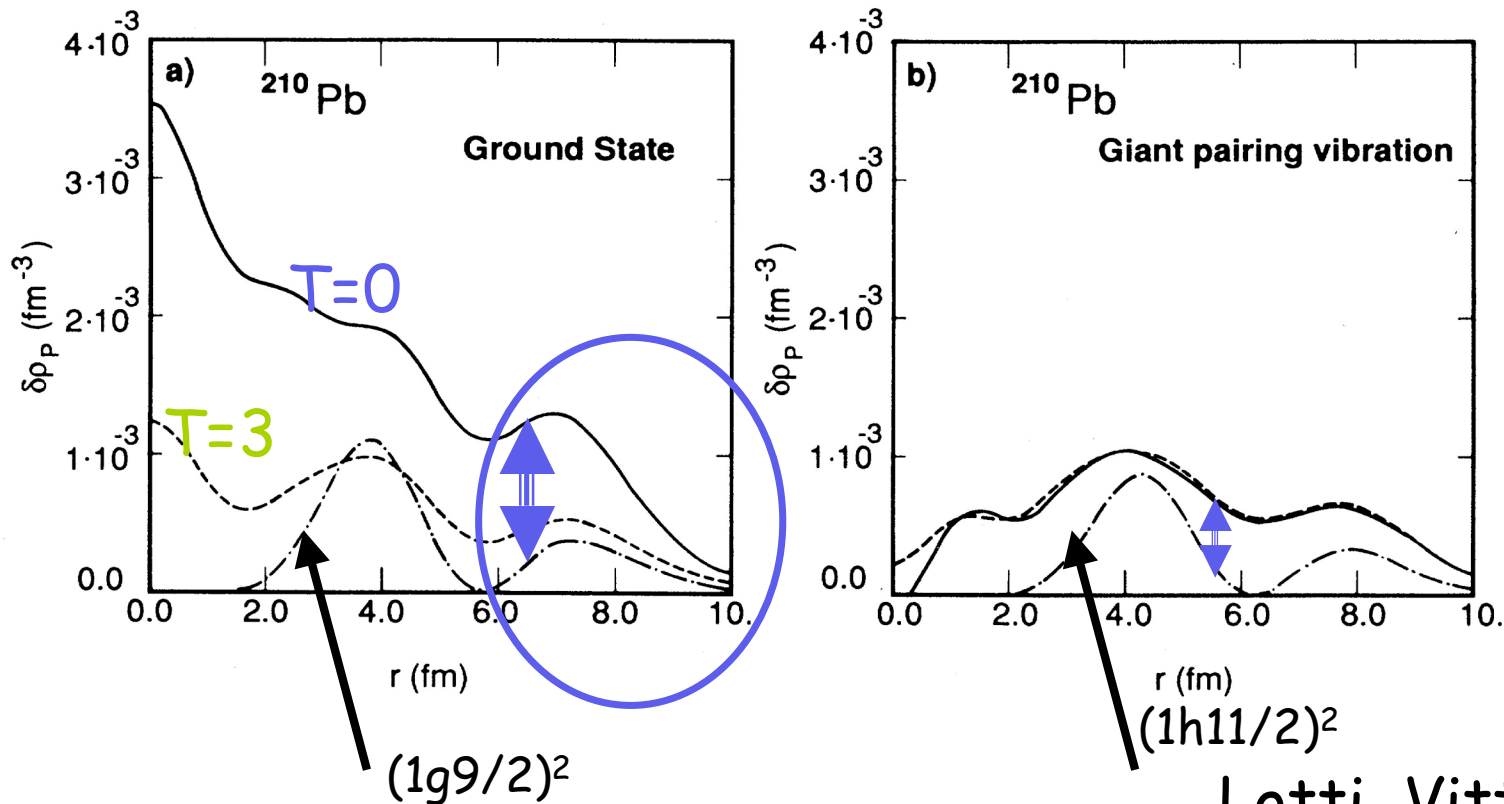 a)
²¹⁰Pb
Ground State
T=0
T=3
4·10⁻³
3·10⁻³
2·10⁻³
1·10⁻³
0.0
δρₚ (fm⁻³)
0.0 2.0 4.0 6.0 8.0 10.
r (fm)
(1g9/2)²
b)
²¹⁰Pb
Giant pairing vibration
4·10⁻³
3·10⁻³
2·10⁻³
1·10⁻³
0.0
δρₚ (fm⁻³)
0.0 2.0 4.0 6.0 8.0 10.
r (fm)
(1h11/2)²